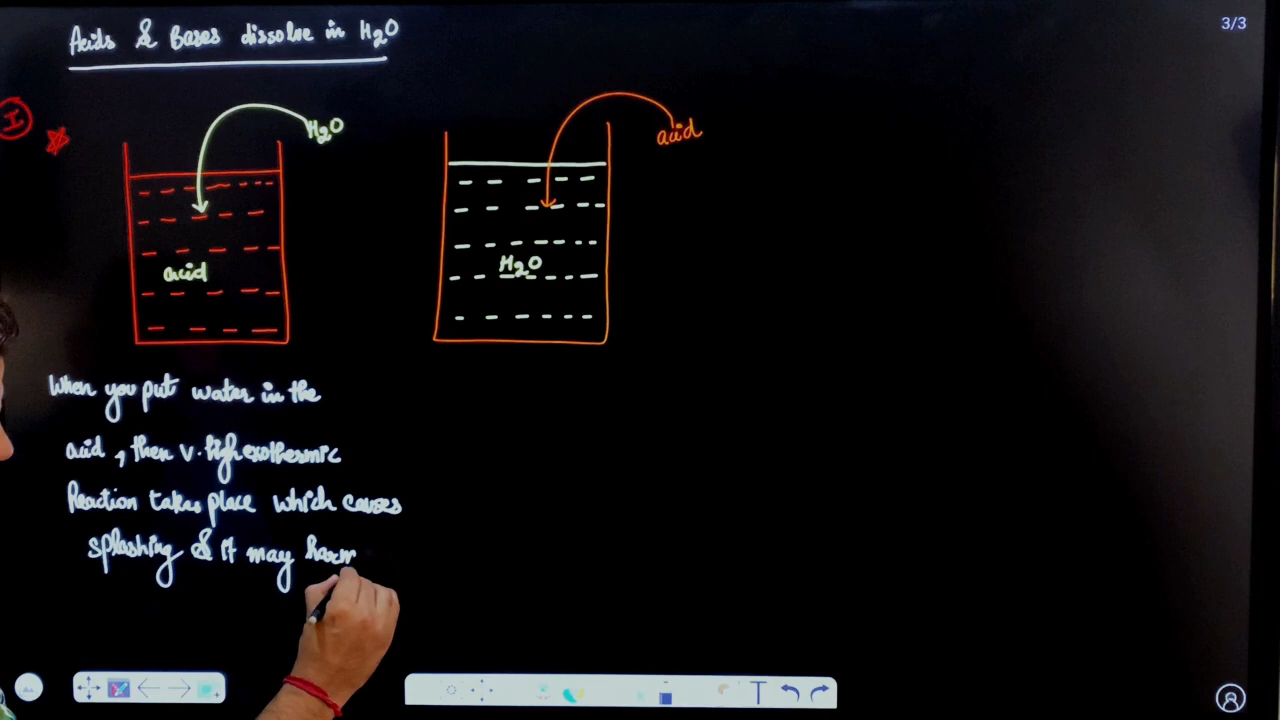 Acids & Bases dissolve in H₂O
3/3
I
H₂O
acid
acid
H₂O
When you put water in the
acid, then v. high exothermic
Reaction takes place which causes
splashing & it may harm
T